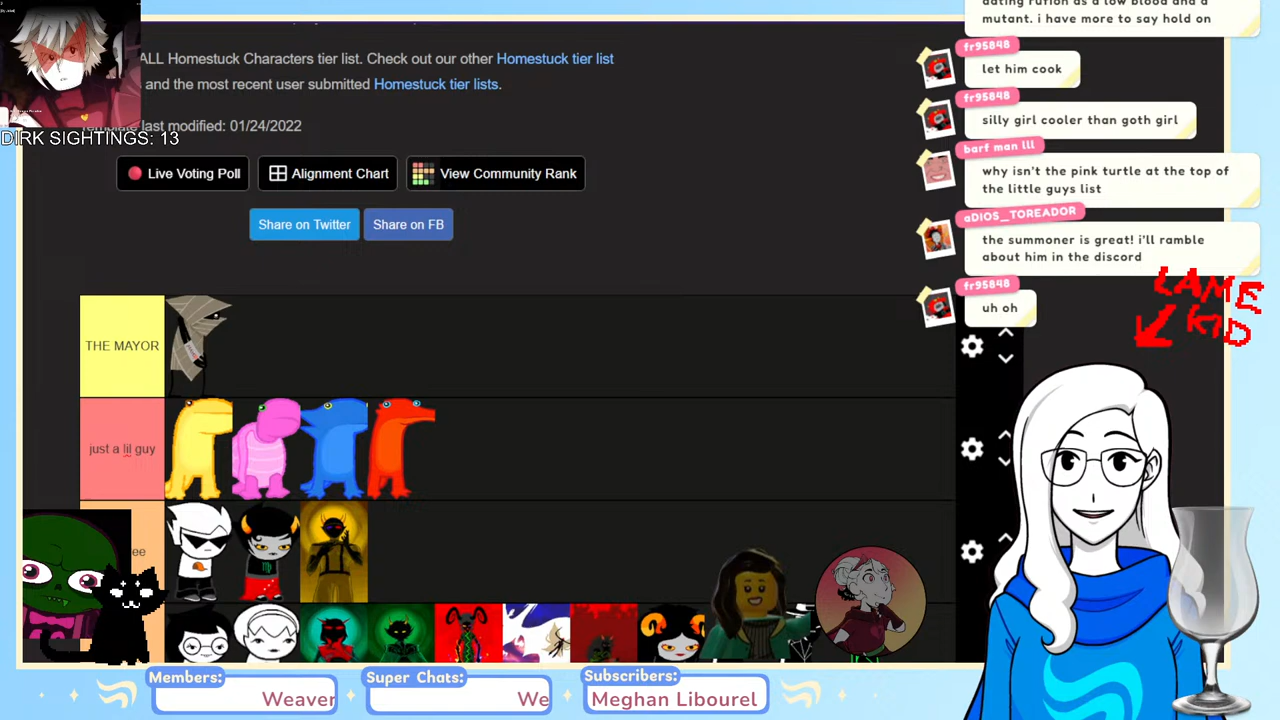 ALL Homestuck Characters tier list. Check out our other Homestuck tier list
and the most recent user submitted Homestuck tier lists.
last modified: 01/24/2022
DIRK SIGHTINGS: 13
Live Voting Poll
Alignment Chart
View Community Rank
Share on Twitter
Share on FB
THE MAYOR
just a lil guy
ee
dating rufioh as a low blood and a
mutant. i have more to say hold on
fr95848
let him cook
fr95848
silly girl cooler than goth girl
barf man lll
why isn't the pink turtle at the top of
the little guys list
aDIOS_TOREADOR
the summoner is great! i'll ramble
about him in the discord
fr95848
uh oh
LAME
KID
Members:
Weaver
Super Chats:
We
Subscribers:
Meghan Libourel